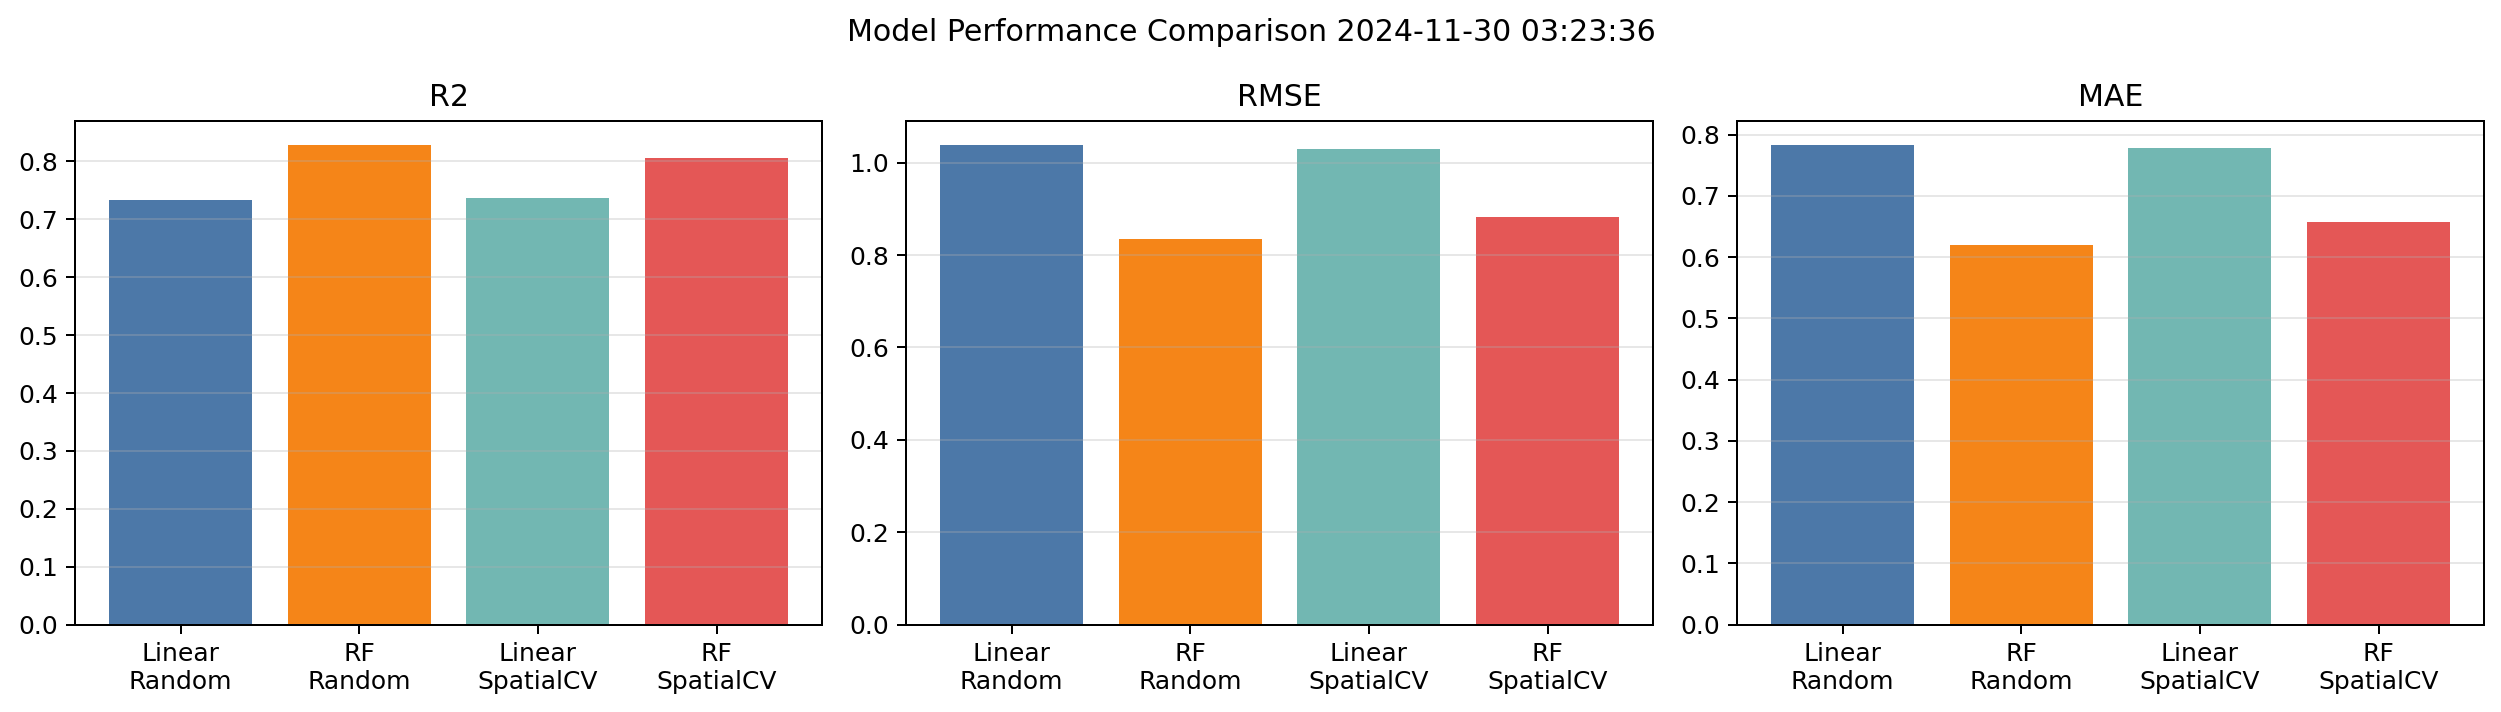 Model Performance Comparison 2024-11-30 03:23:36
R2
0.8
0.7
0.6
0.5
0.4
0.3
0.2
0.1
0.0
Linear
Random
RF
Random
Linear
SpatialCV
RF
SpatialCV
RMSE
1.0
0.8
0.6
0.4
0.2
0.0
Linear
Random
RF
Random
Linear
SpatialCV
RF
SpatialCV
MAE
0.8
0.7
0.6
0.5
0.4
0.3
0.2
0.1
0.0
Linear
Random
RF
Random
Linear
SpatialCV
RF
SpatialCV